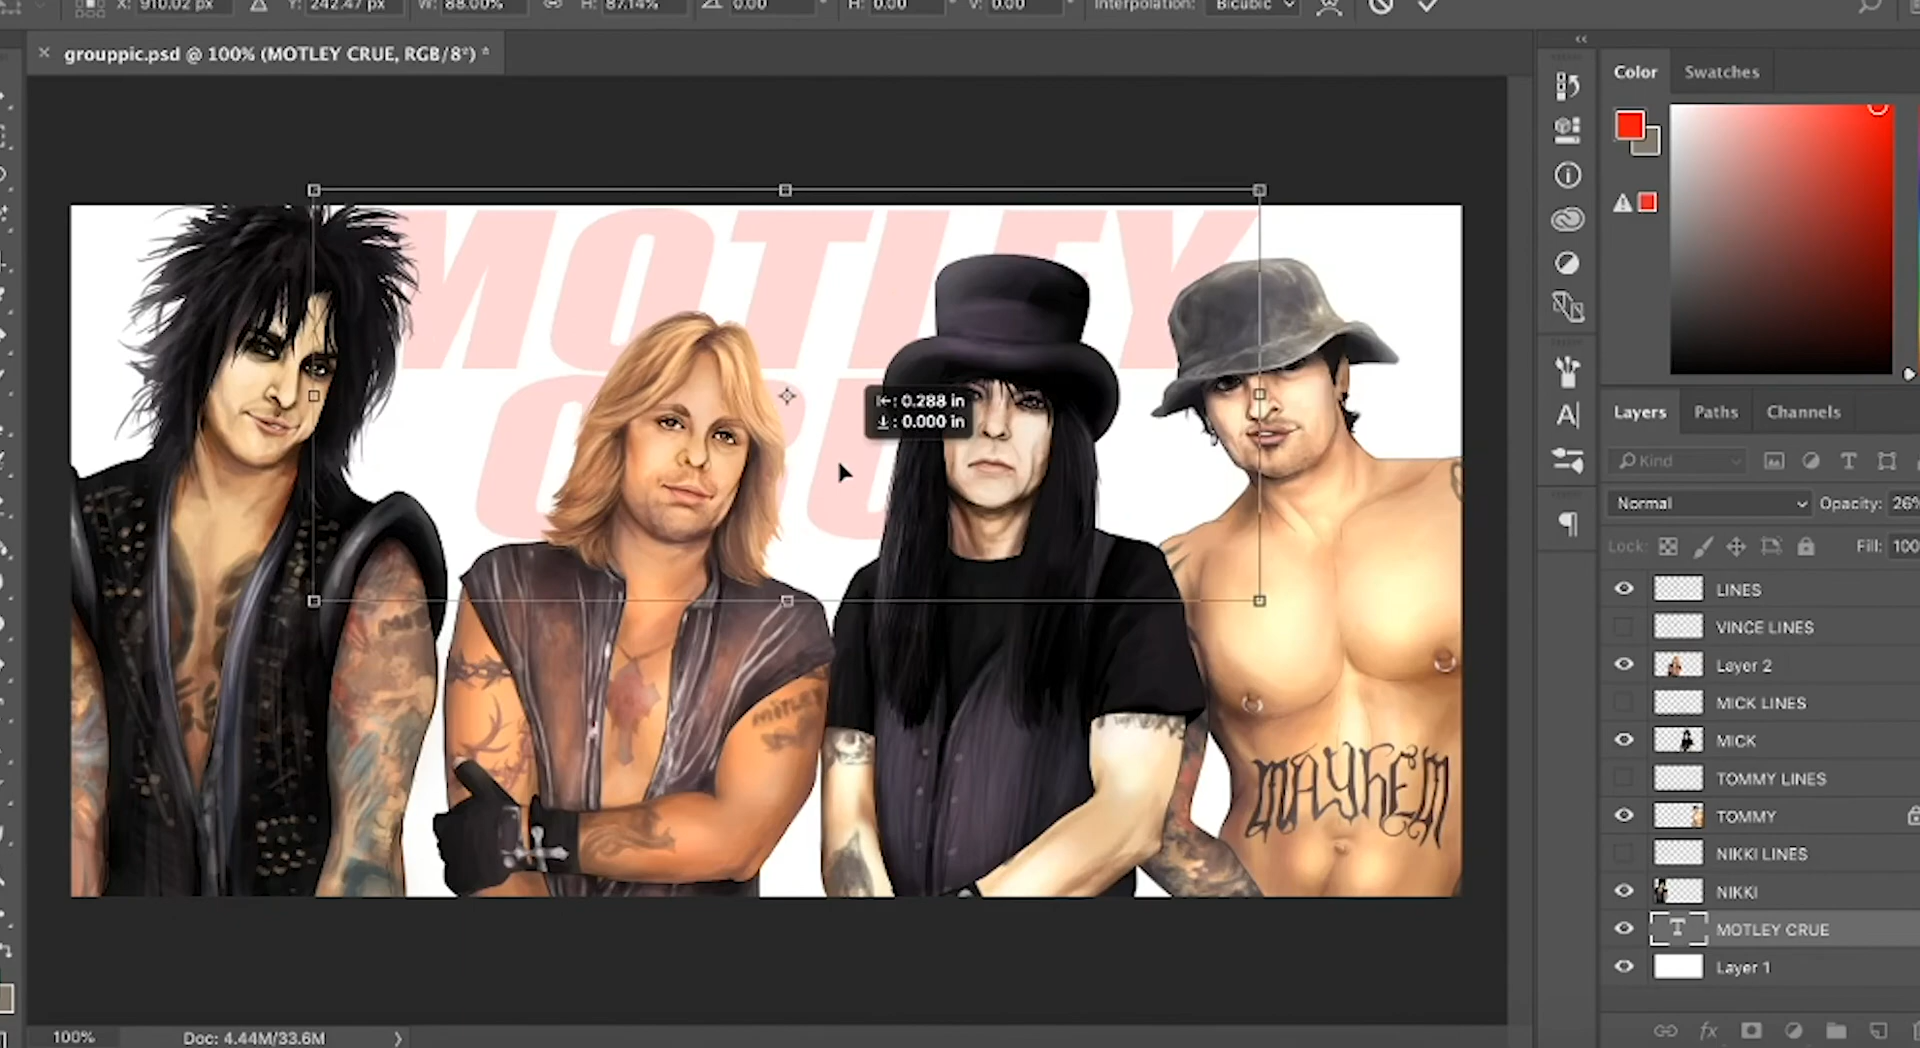 X: 910.02 px Y: 242.47 px W: 88.00% H: 87.14% 0.00 H: 0.00 V: 0.00 Interpolation: Bicubic
× grouppic.psd @ 100% (MOTLEY CRUE, RGB/8*) *
Color Swatches
MOTLEY
CRU
: 0.288 in
: 0.000 in
MAYHEM
MOTLEY
Layers Paths Channels
Kind
Normal Opacity: 26%
Lock: Fill: 100
LINES
VINCE LINES
Layer 2
MICK LINES
MICK
TOMMY LINES
TOMMY
NIKKI LINES
NIKKI
T MOTLEY CRUE
Layer 1
fx
100% Doc: 4.44M/33.6M